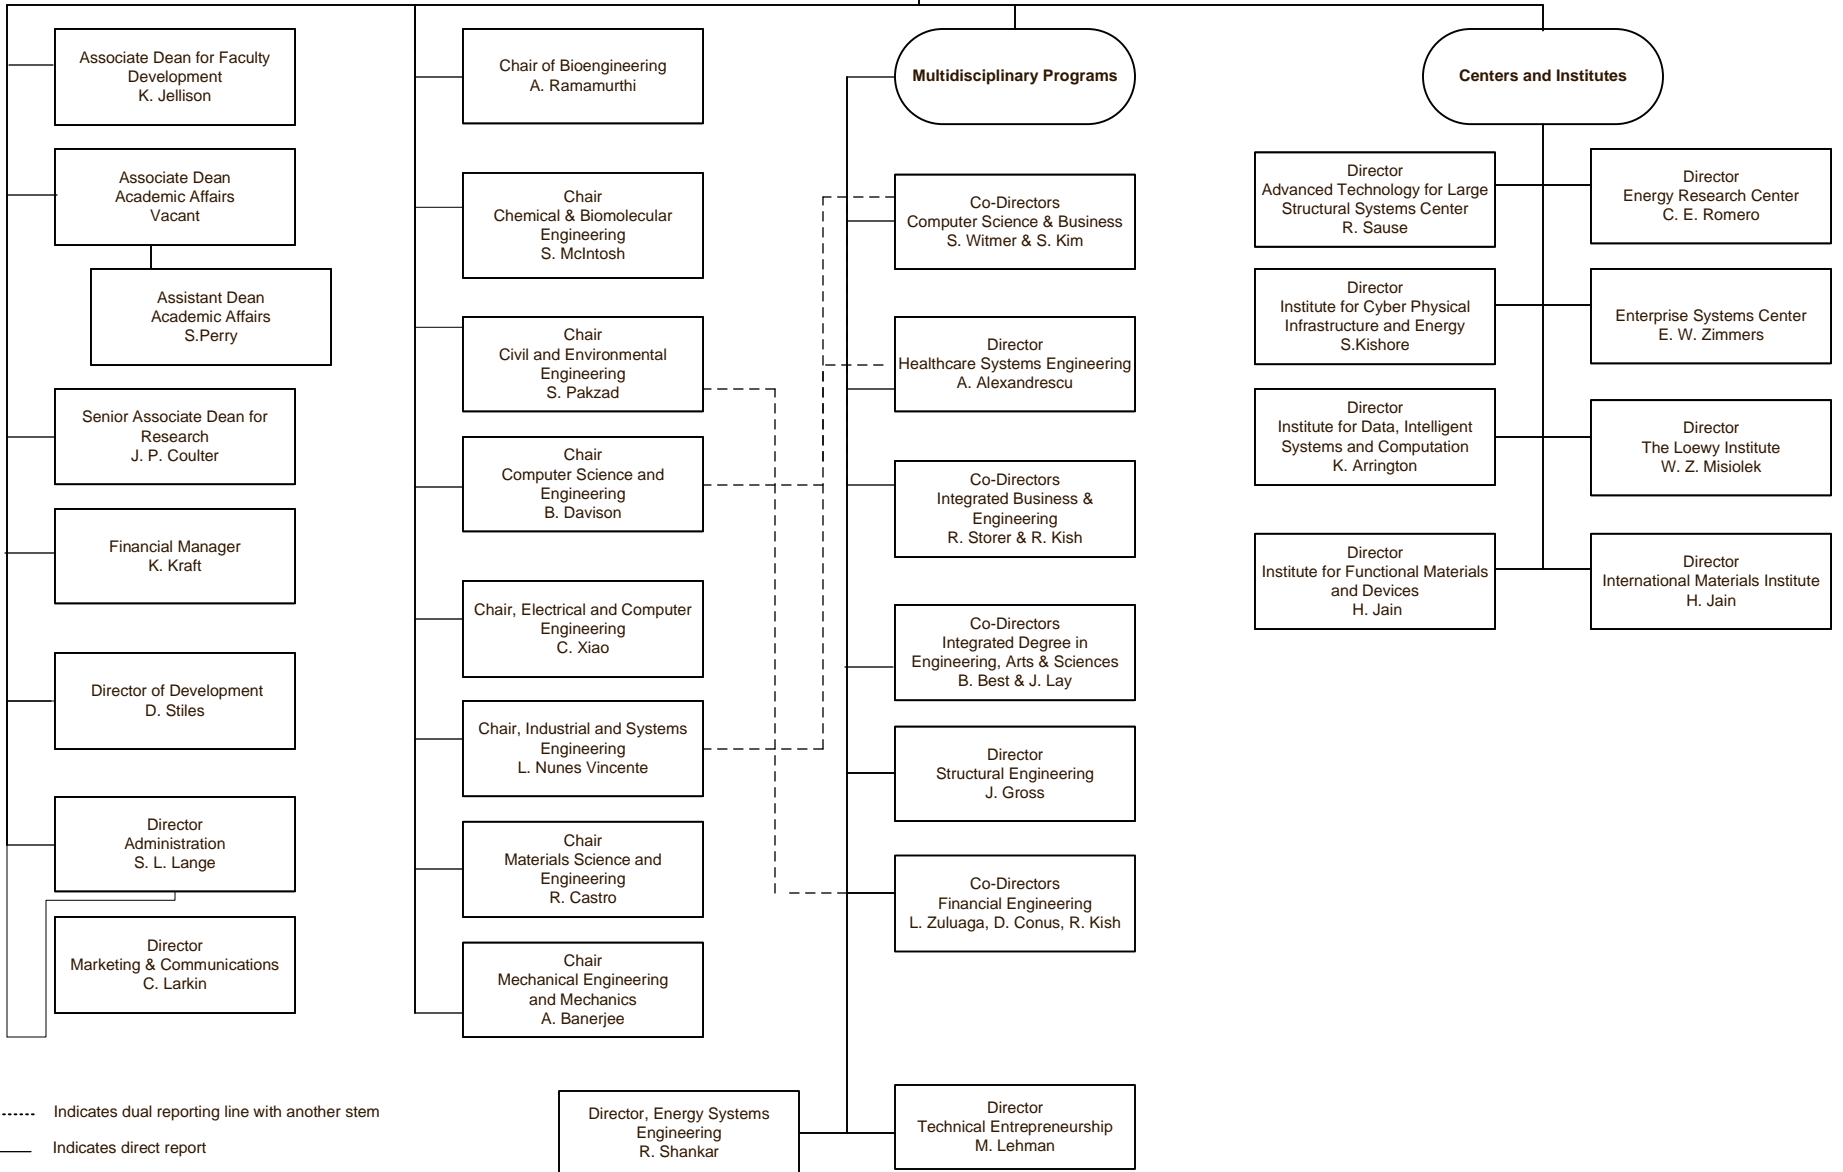 Associate Dean for Faculty
Development
K. Jellison
Associate Dean
Academic Affairs
Vacant
Assistant Dean
Academic Affairs
S.Perry
Senior Associate Dean for
Research
J. P. Coulter
Financial Manager
K. Kraft
Director of Development
D. Stiles
Director
Administration
S. L. Lange
Director
Marketing & Communications
C. Larkin
Chair of Bioengineering
A. Ramamurthi
Chair
Chemical & Biomolecular
Engineering
S. McIntosh
Chair
Civil and Environmental
Engineering
S. Pakzad
Chair
Computer Science and
Engineering
B. Davison
Chair, Electrical and Computer
Engineering
C. Xiao
Chair, Industrial and Systems
Engineering
L. Nunes Vincente
Chair
Materials Science and
Engineering
R. Castro
Chair
Mechanical Engineering
and Mechanics
A. Banerjee
Multidisciplinary Programs
Co-Directors
Computer Science & Business
S. Witmer & S. Kim
Director
Healthcare Systems Engineering
A. Alexandrescu
Co-Directors
Integrated Business &
Engineering
R. Storer & R. Kish
Co-Directors
Integrated Degree in
Engineering, Arts & Sciences
B. Best & J. Lay
Director
Structural Engineering
J. Gross
Co-Directors
Financial Engineering
L. Zuluaga, D. Conus, R. Kish
Director, Energy Systems
Engineering
R. Shankar
Director
Technical Entrepreneurship
M. Lehman
Centers and Institutes
Director
Advanced Technology for Large
Structural Systems Center
R. Sause
Director
Energy Research Center
C. E. Romero
Director
Institute for Cyber Physical
Infrastructure and Energy
S.Kishore
Enterprise Systems Center
E. W. Zimmers
Director
Institute for Data, Intelligent
Systems and Computation
K. Arrington
Director
The Loewy Institute
W. Z. Misiolek
Director
Institute for Functional Materials
and Devices
H. Jain
Director
International Materials Institute
H. Jain
Indicates dual reporting line with another stem
Indicates direct report